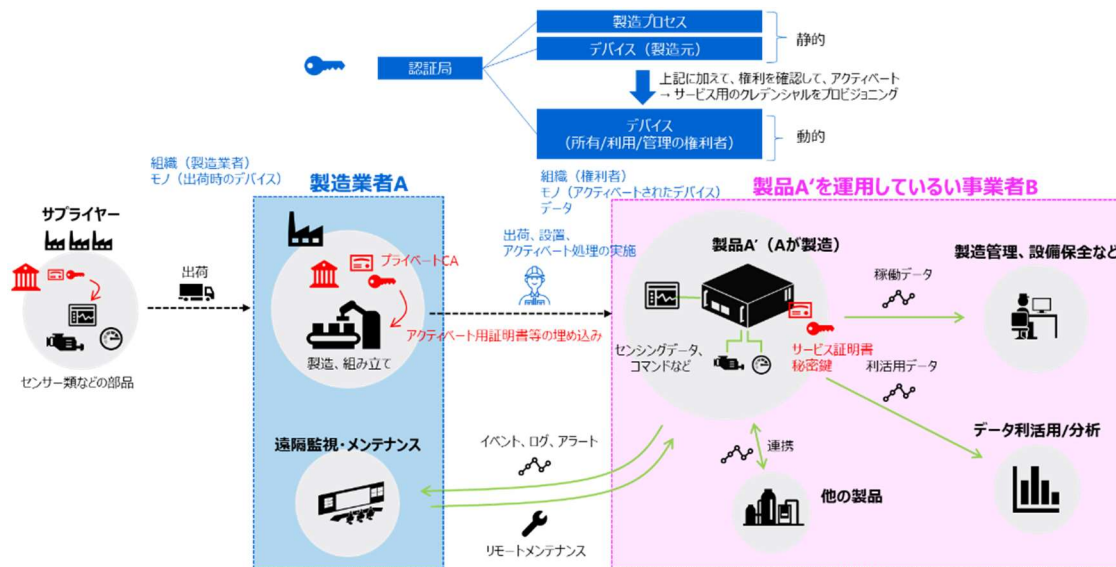 製造プロセス
デバイス（製造元）
静的
認証局
上記に加えて、権利を確認して、アクティベート
→ サービス用のクレデンシャルをプロビジョニング
デバイス
（所有/利用/管理の権利者）
動的
組織（製造業者）
モノ（出荷時のデバイス）
製造業者A
組織（権利者）
モノ（アクティベートされたデバイス）
データ
製品A'を運用しているい事業者B
サプライヤー
出荷
プライベートCA
アクティベート用証明書等の埋め込み
製造、組み立て
センサー類などの部品
出荷、設置、
アクティベート処理の実施
製品A'（Aが製造）
センシングデータ、
コマンドなど
サービス証明書
秘密鍵
稼働データ
製造管理、設備保全など
利活用データ
データ利活用/分析
連携
他の製品
遠隔監視・メンテナンス
イベント、ログ、アラート
リモートメンテナンス